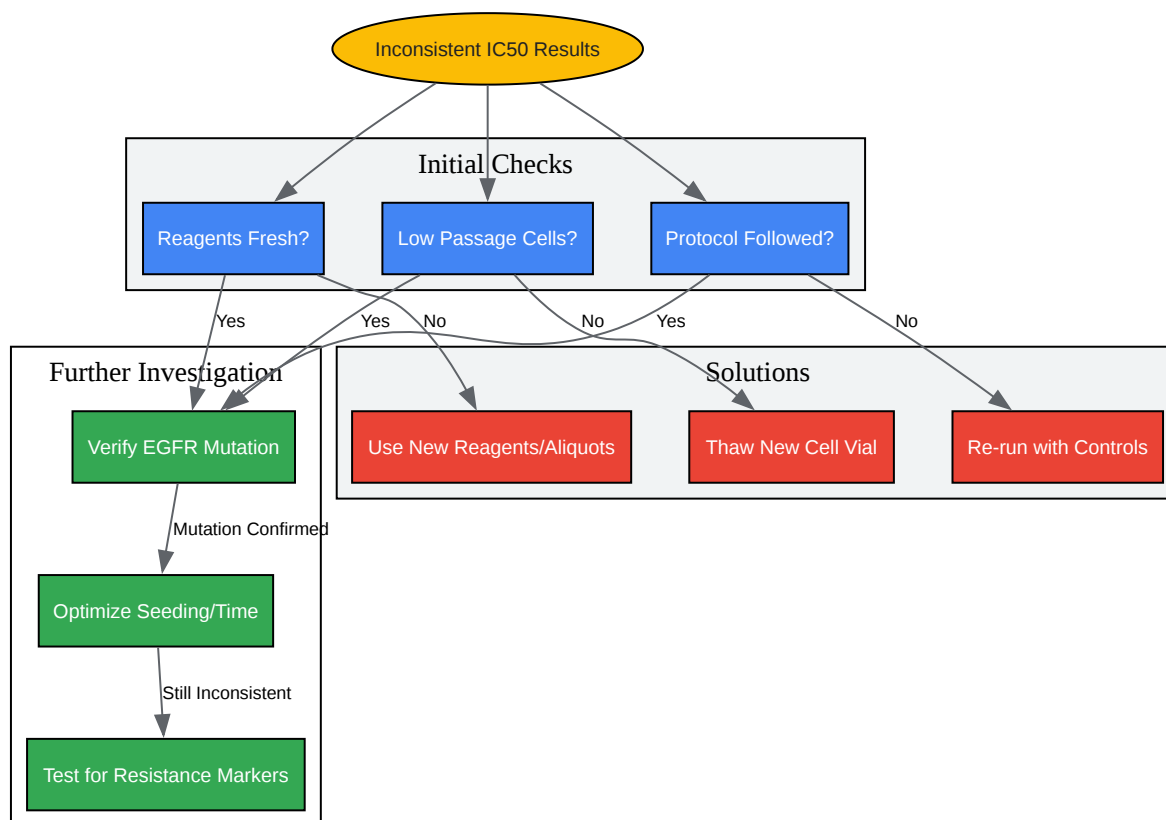 Inconsistent IC50 Results
Initial Checks
Reagents Fresh?
Low Passage Cells?
Protocol Followed?
Yes
Yes
No
No
Yes
No
Further Investigation
Solutions
Verify EGFR Mutation
Use New Reagents/Aliquots
Thaw New Cell Vial
Re-run with Controls
Mutation Confirmed
Optimize Seeding/Time
Still Inconsistent
Test for Resistance Markers